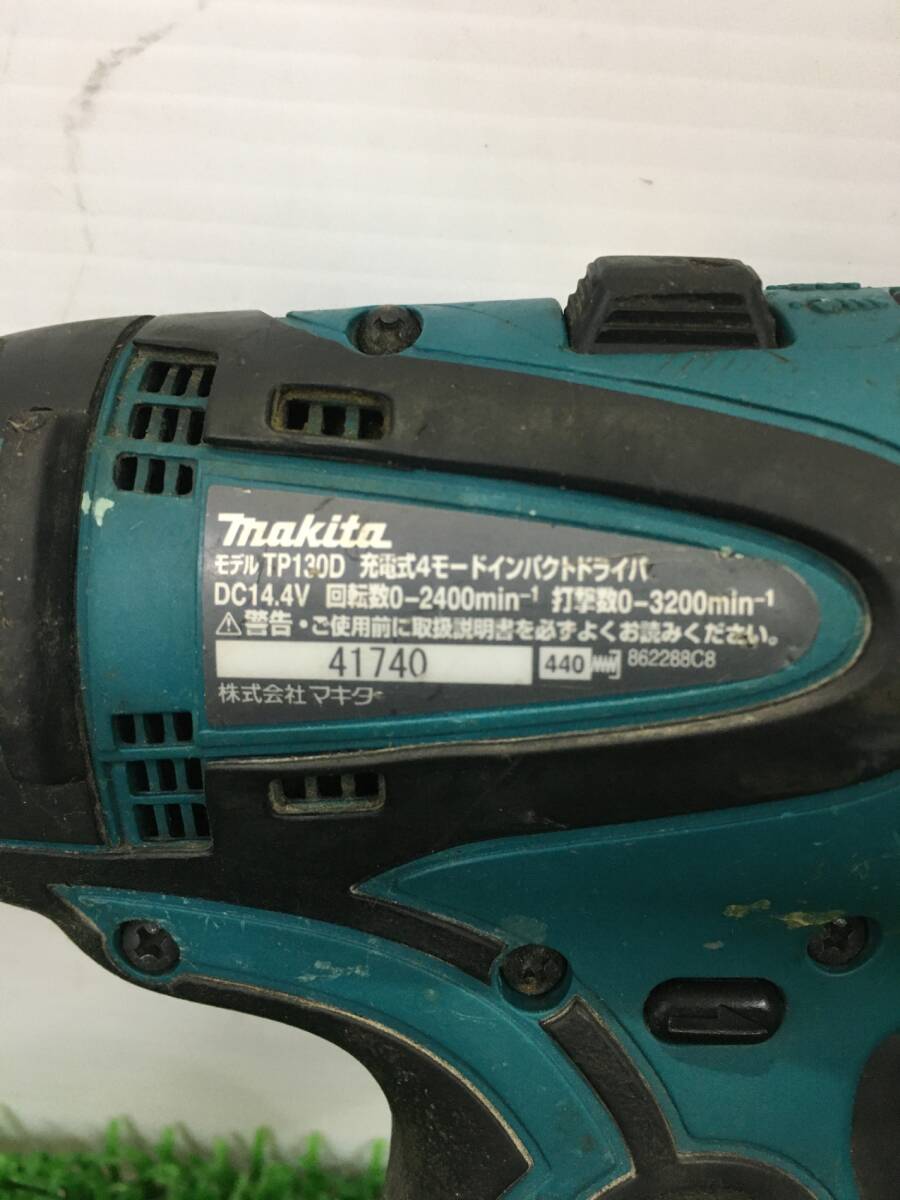 makita
モデル TP130D 充電式4モードインパクトドライバ
DC14.4V 回転数0-2400min⁻¹ 打撃数0-3200min⁻¹
⚠警告・ご使用前に取扱説明書を必ずよくお読みください。
41740 440 862288C8
株式会社マキタ